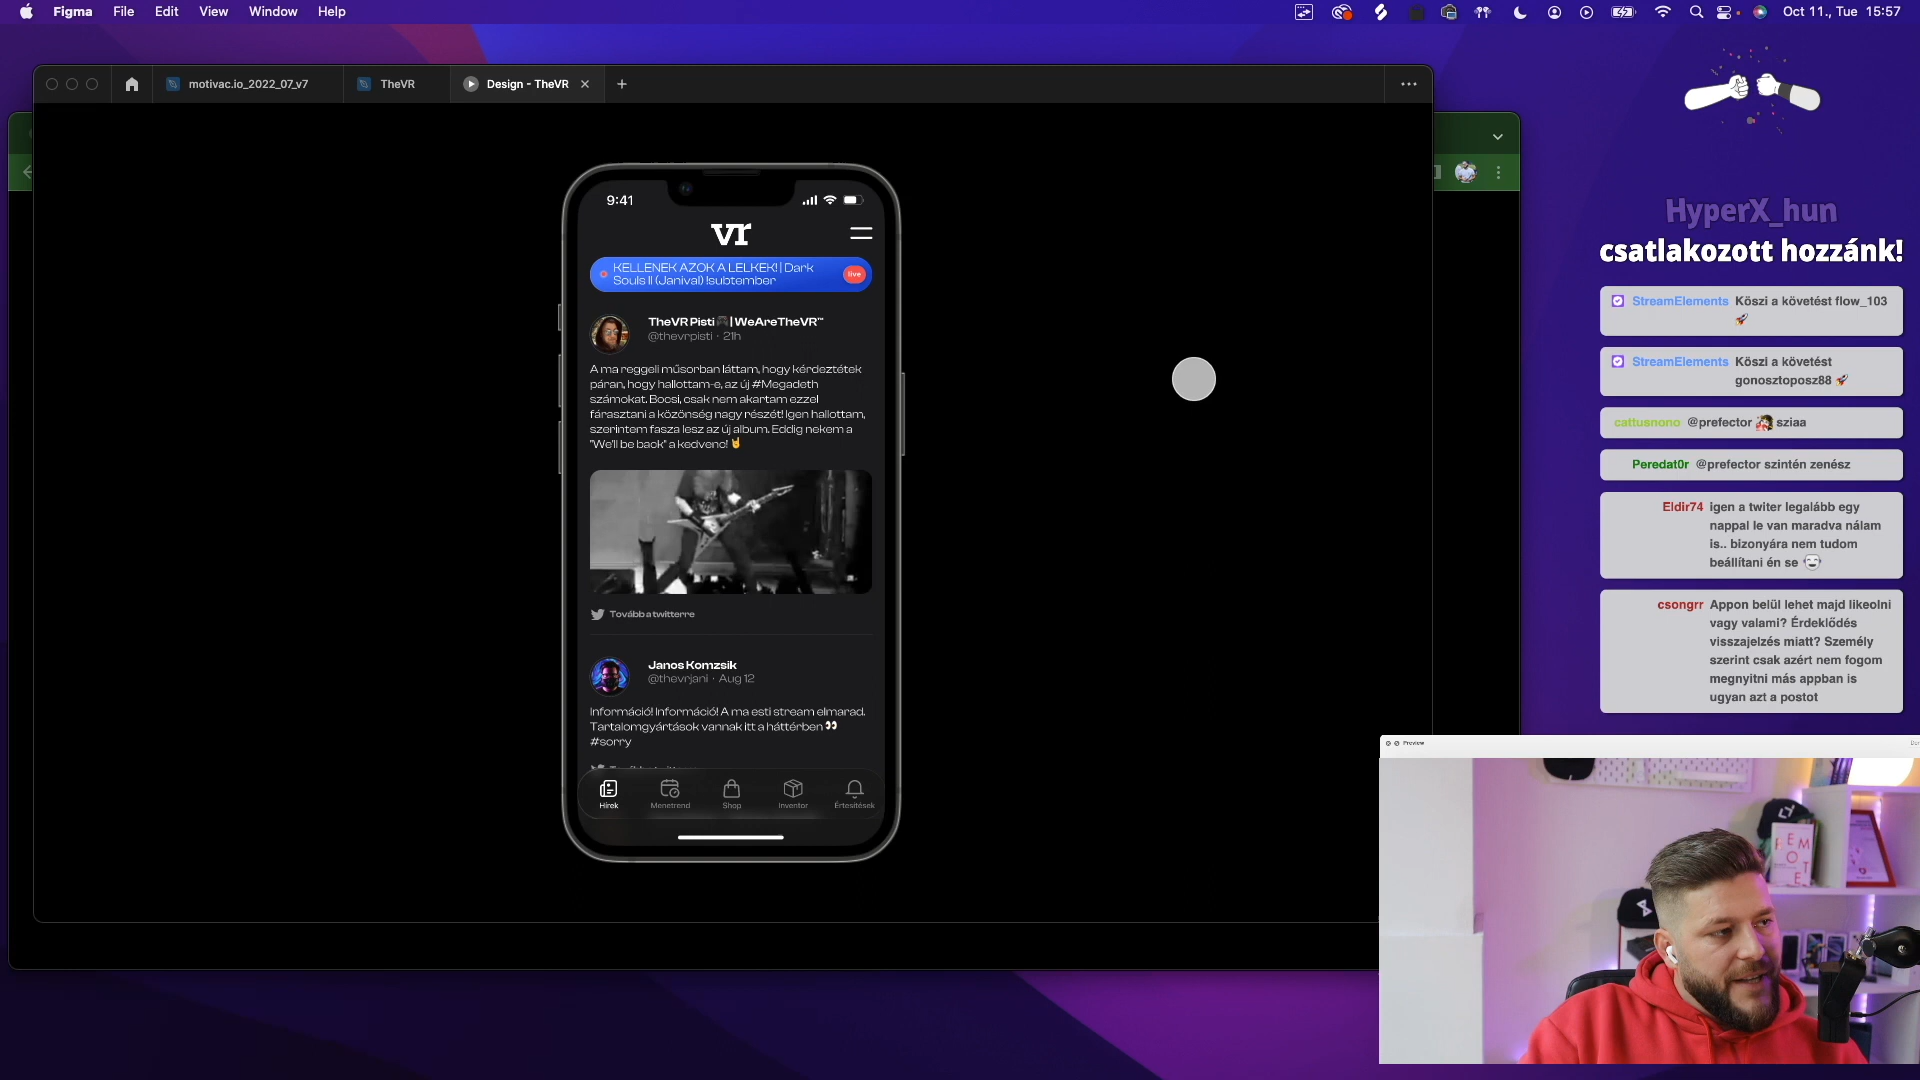 Figma File Edit View Window Help
Oct 11., Tue 15:57
motivac.io_2022_07_v7
TheVR
Design - TheVR
9:41
vr
KELLENEK AZOK A LELKEK! | Dark
Souls II (Janival) !subtember
live
TheVR Pisti 🎮 | WeAreTheVR™
@thevrpisti · 21h
A ma reggeli műsorban láttam, hogy kérdeztétek
páran, hogy hallottam-e, az új #Megadeth
számokat. Bocsi, csak nem akartam ezzel
fárasztani a közönség nagy részét! Igen hallottam,
szerintem fasza lesz az új album. Eddig nekem a
"We'll be back" a kedvenc! 🤘
Tovább a twitterre
Janos Komzsik
@thevrjani · Aug 12
Információ! Információ! A ma esti stream elmarad.
Tartalomgyártások vannak itt a háttérben 👀
#sorry
Hírek
Menetrend
Shop
Inventor
Értesítések
HyperX_hun
csatlakozott hozzánk!
StreamElements Köszi a követést flow_103
🚀
StreamElements Köszi a követést
gonosztoposz88 🚀
cattusnono @prefector sziaa
Peredat0r @prefector szintén zenész
Eldir74 igen a twiter legalább egy
nappal le van maradva nálam
is.. bizonyára nem tudom
beállítani én se
csongrr Appon belül lehet majd likeolni
vagy valami? Érdeklődés
visszajelzés miatt? Személy
szerint csak azért nem fogom
megnyitni más appban is
ugyan azt a postot
Preview